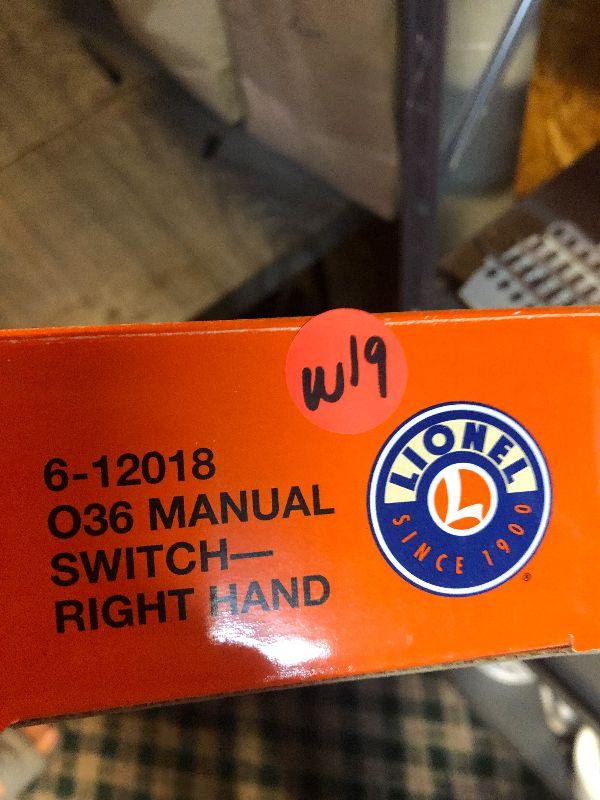 W19
6-12018
O36 MANUAL
SWITCH—
RIGHT HAND
LIONEL
L
SINCE 1900
®